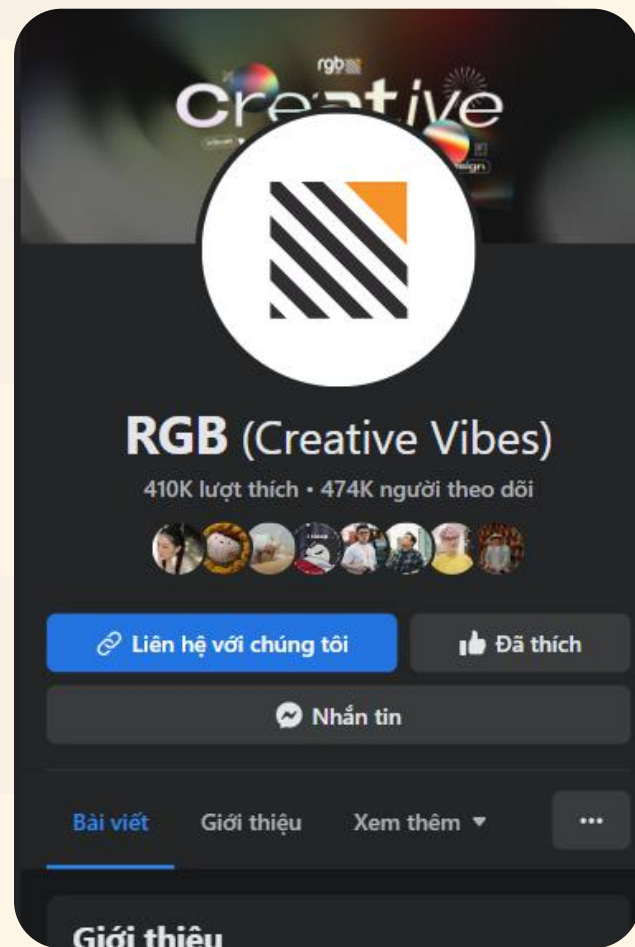 rgb
Creative
RGB (Creative Vibes)
410K lượt thích • 474K người theo dõi
Liên hệ với chúng tôi
Đã thích
Nhắn tin
Bài viết
Giới thiệu
Xem thêm
Giới thiệu